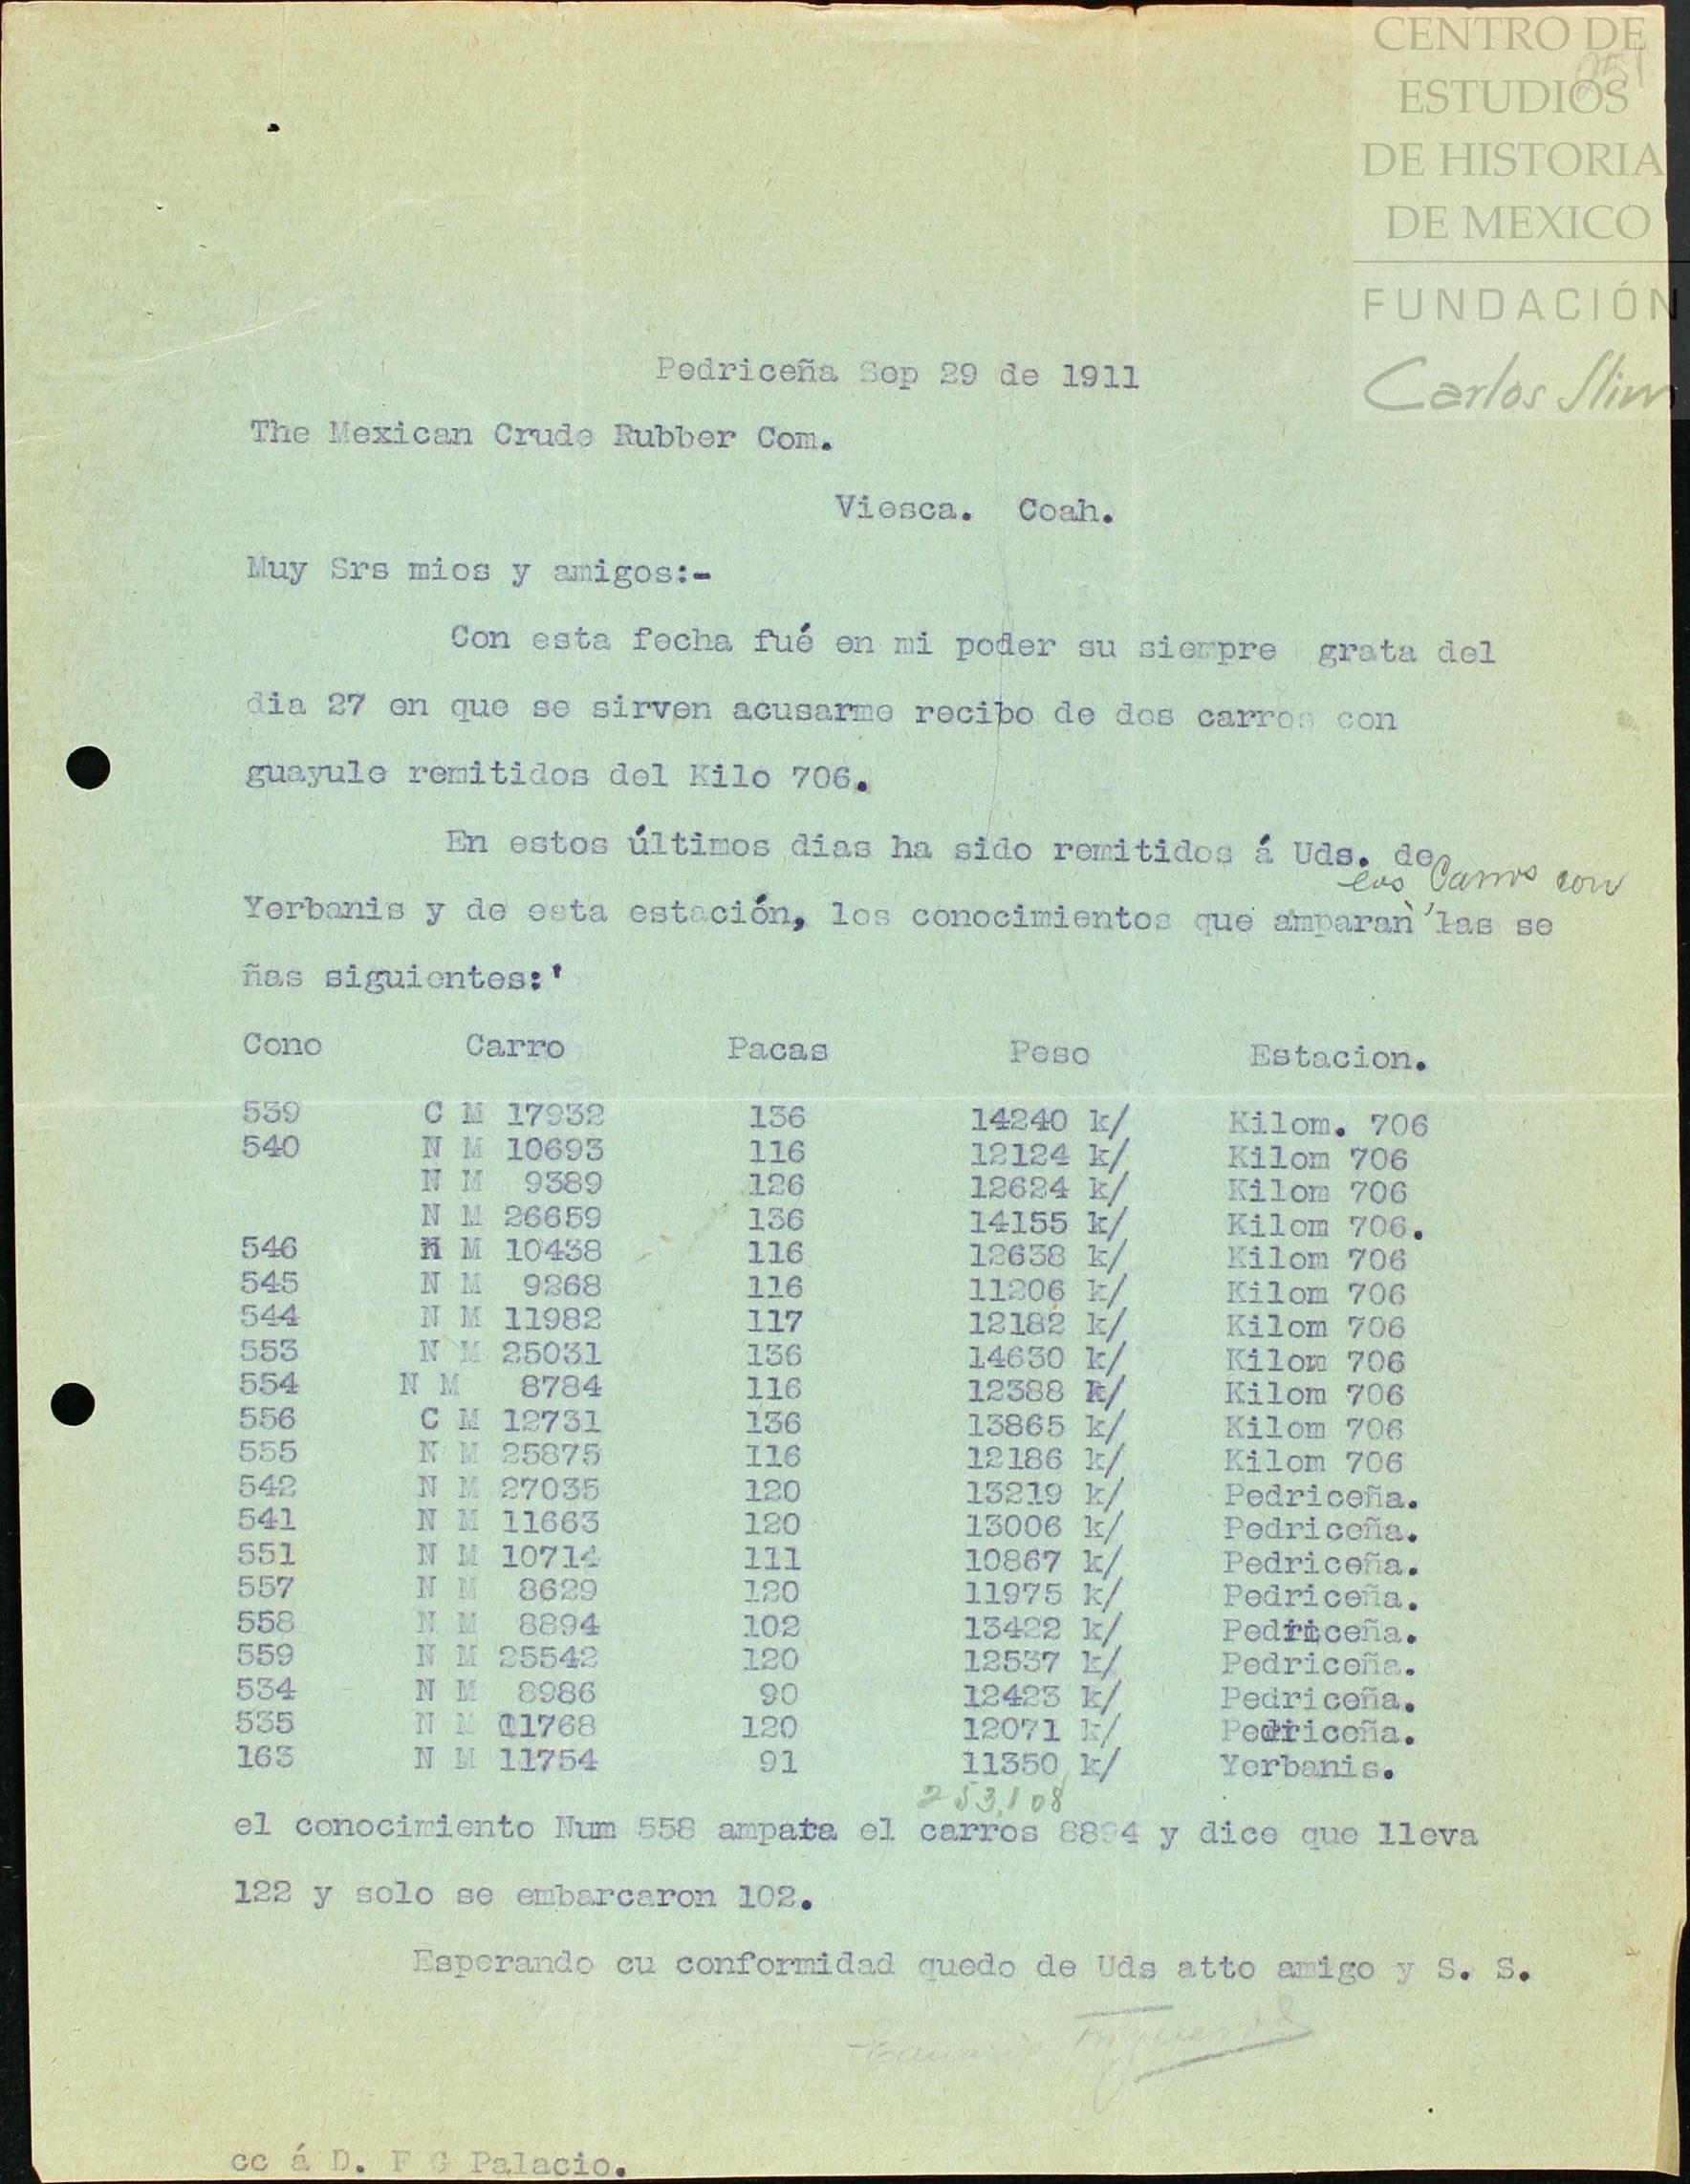 CENTRO DE
ESTUDIOS
DE HISTORIA
DE MEXICO
FUNDACIÓN
Carlos Slim
Pedriceña Sep 29 de 1911
The Mexican Crude Rubber Com.
Viesca. Coah.
Muy Srs mios y amigos:-
Con esta fecha fué en mi poder su siempre grata del
dia 27 en que se sirven acusarme recibo de dos carros con
guayule remitidos del Kilo 706.
En estos últimos dias ha sido remitidos á Uds. de
los Carros con
Yerbanis y de esta estación, los conocimientos que amparan las se
ñas siguientes:'
Cono Carro Pacas Peso Estacion.
539 C M 17932 136 14240 k/ Kilom. 706
540 N M 10693 116 12124 k/ Kilom 706
N M 9389 126 12624 k/ Kilom 706
N M 26659 136 14155 k/ Kilom 706.
546 N M 10438 116 12638 k/ Kilom 706
545 N M 9268 116 11206 k/ Kilom 706
544 N M 11982 117 12182 k/ Kilom 706
553 N M 25031 136 14630 k/ Kilom 706
554 N M 8784 116 12388 k/ Kilom 706
556 C M 12731 136 13865 k/ Kilom 706
555 N M 25875 116 12186 k/ Kilom 706
542 N M 27035 120 13219 k/ Pedriceña.
541 N M 11663 120 13006 k/ Pedriceña.
551 N M 10714 111 10867 k/ Pedriceña.
557 N M 8629 120 11975 k/ Pedriceña.
558 N M 8894 102 13422 k/ Pedriceña.
559 N M 25542 120 12537 k/ Pedriceña.
534 N M 8986 90 12423 k/ Pedriceña.
535 N M 11768 120 12071 k/ Pedriceña.
163 N M 11754 91 11350 k/ Yerbanis.
253,108
el conocimiento Num 558 ampara el carros 8894 y dice que lleva
122 y solo se embarcaron 102.
Esperando cu conformidad quedo de Uds atto amigo y S. S.
cc á D. F G Palacio.